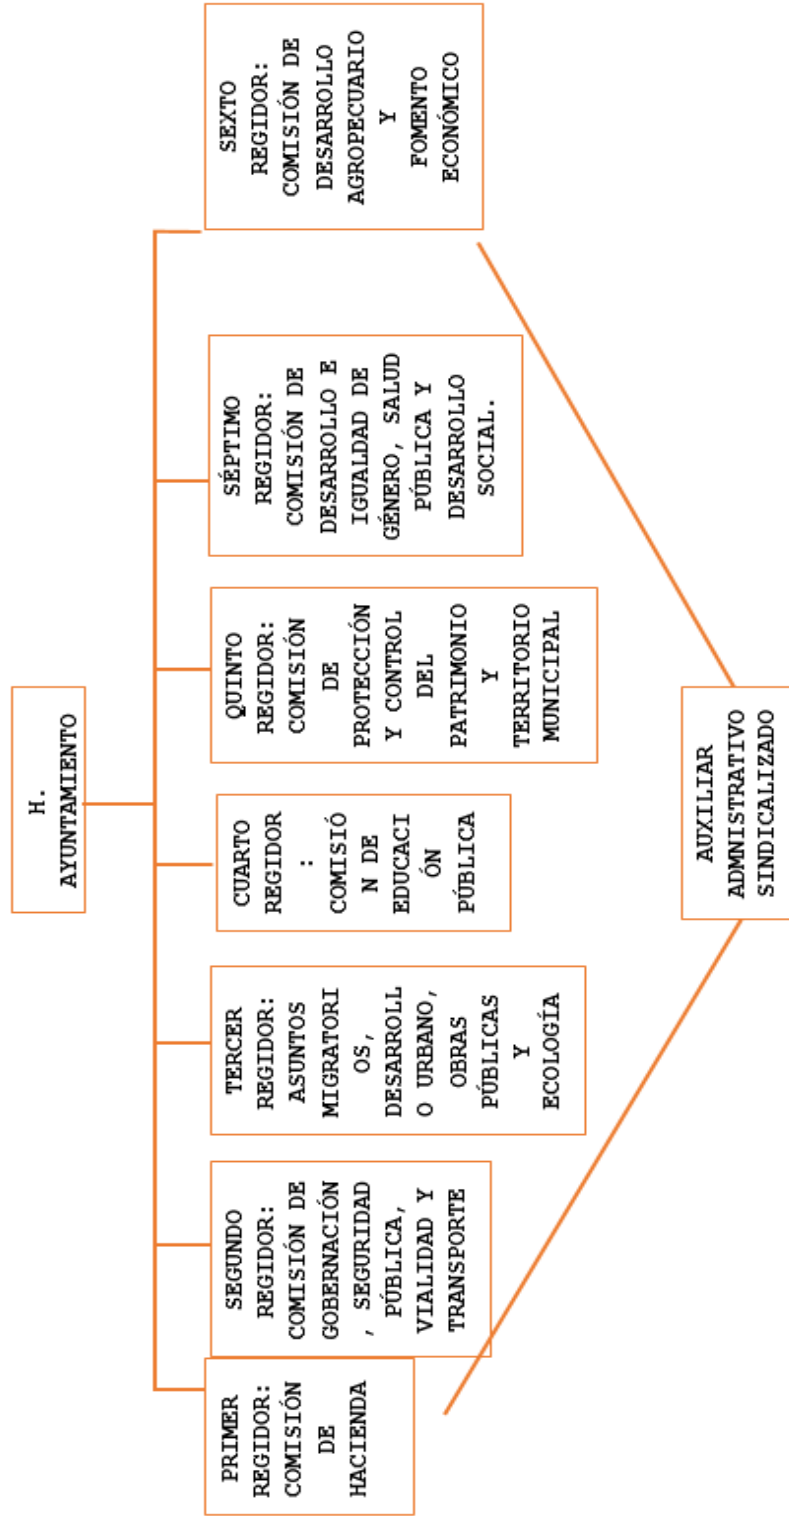 H.
AYUNTAMIENTO
PRIMER
REGIDOR:
COMISIÓN
DE
HACIENDA
SEGUNDO
REGIDOR:
COMISIÓN DE
GOBERNACIÓN
, SEGURIDAD
PÚBLICA,
VIALIDAD Y
TRANSPORTE
TERCER
REGIDOR:
ASUNTOS
MIGRATORI
OS,
DESARROLL
O URBANO,
OBRAS
PÚBLICAS
Y
ECOLOGÍA
CUARTO
REGIDOR
:
COMISIÓ
N DE
EDUCACI
ÓN
PÚBLICA
QUINTO
REGIDOR:
COMISIÓN
DE
PROTECCIÓN
Y CONTROL
DEL
PATRIMONIO
Y
TERRITORIO
MUNICIPAL
SÉPTIMO
REGIDOR:
COMISIÓN DE
DESARROLLO E
IGUALDAD DE
GÉNERO, SALUD
PÚBLICA Y
DESARROLLO
SOCIAL.
SEXTO
REGIDOR:
COMISIÓN DE
DESARROLLO
AGROPECUARIO
Y
FOMENTO
ECONÓMICO
AUXILIAR
ADMNISTRATIVO
SINDICALIZADO